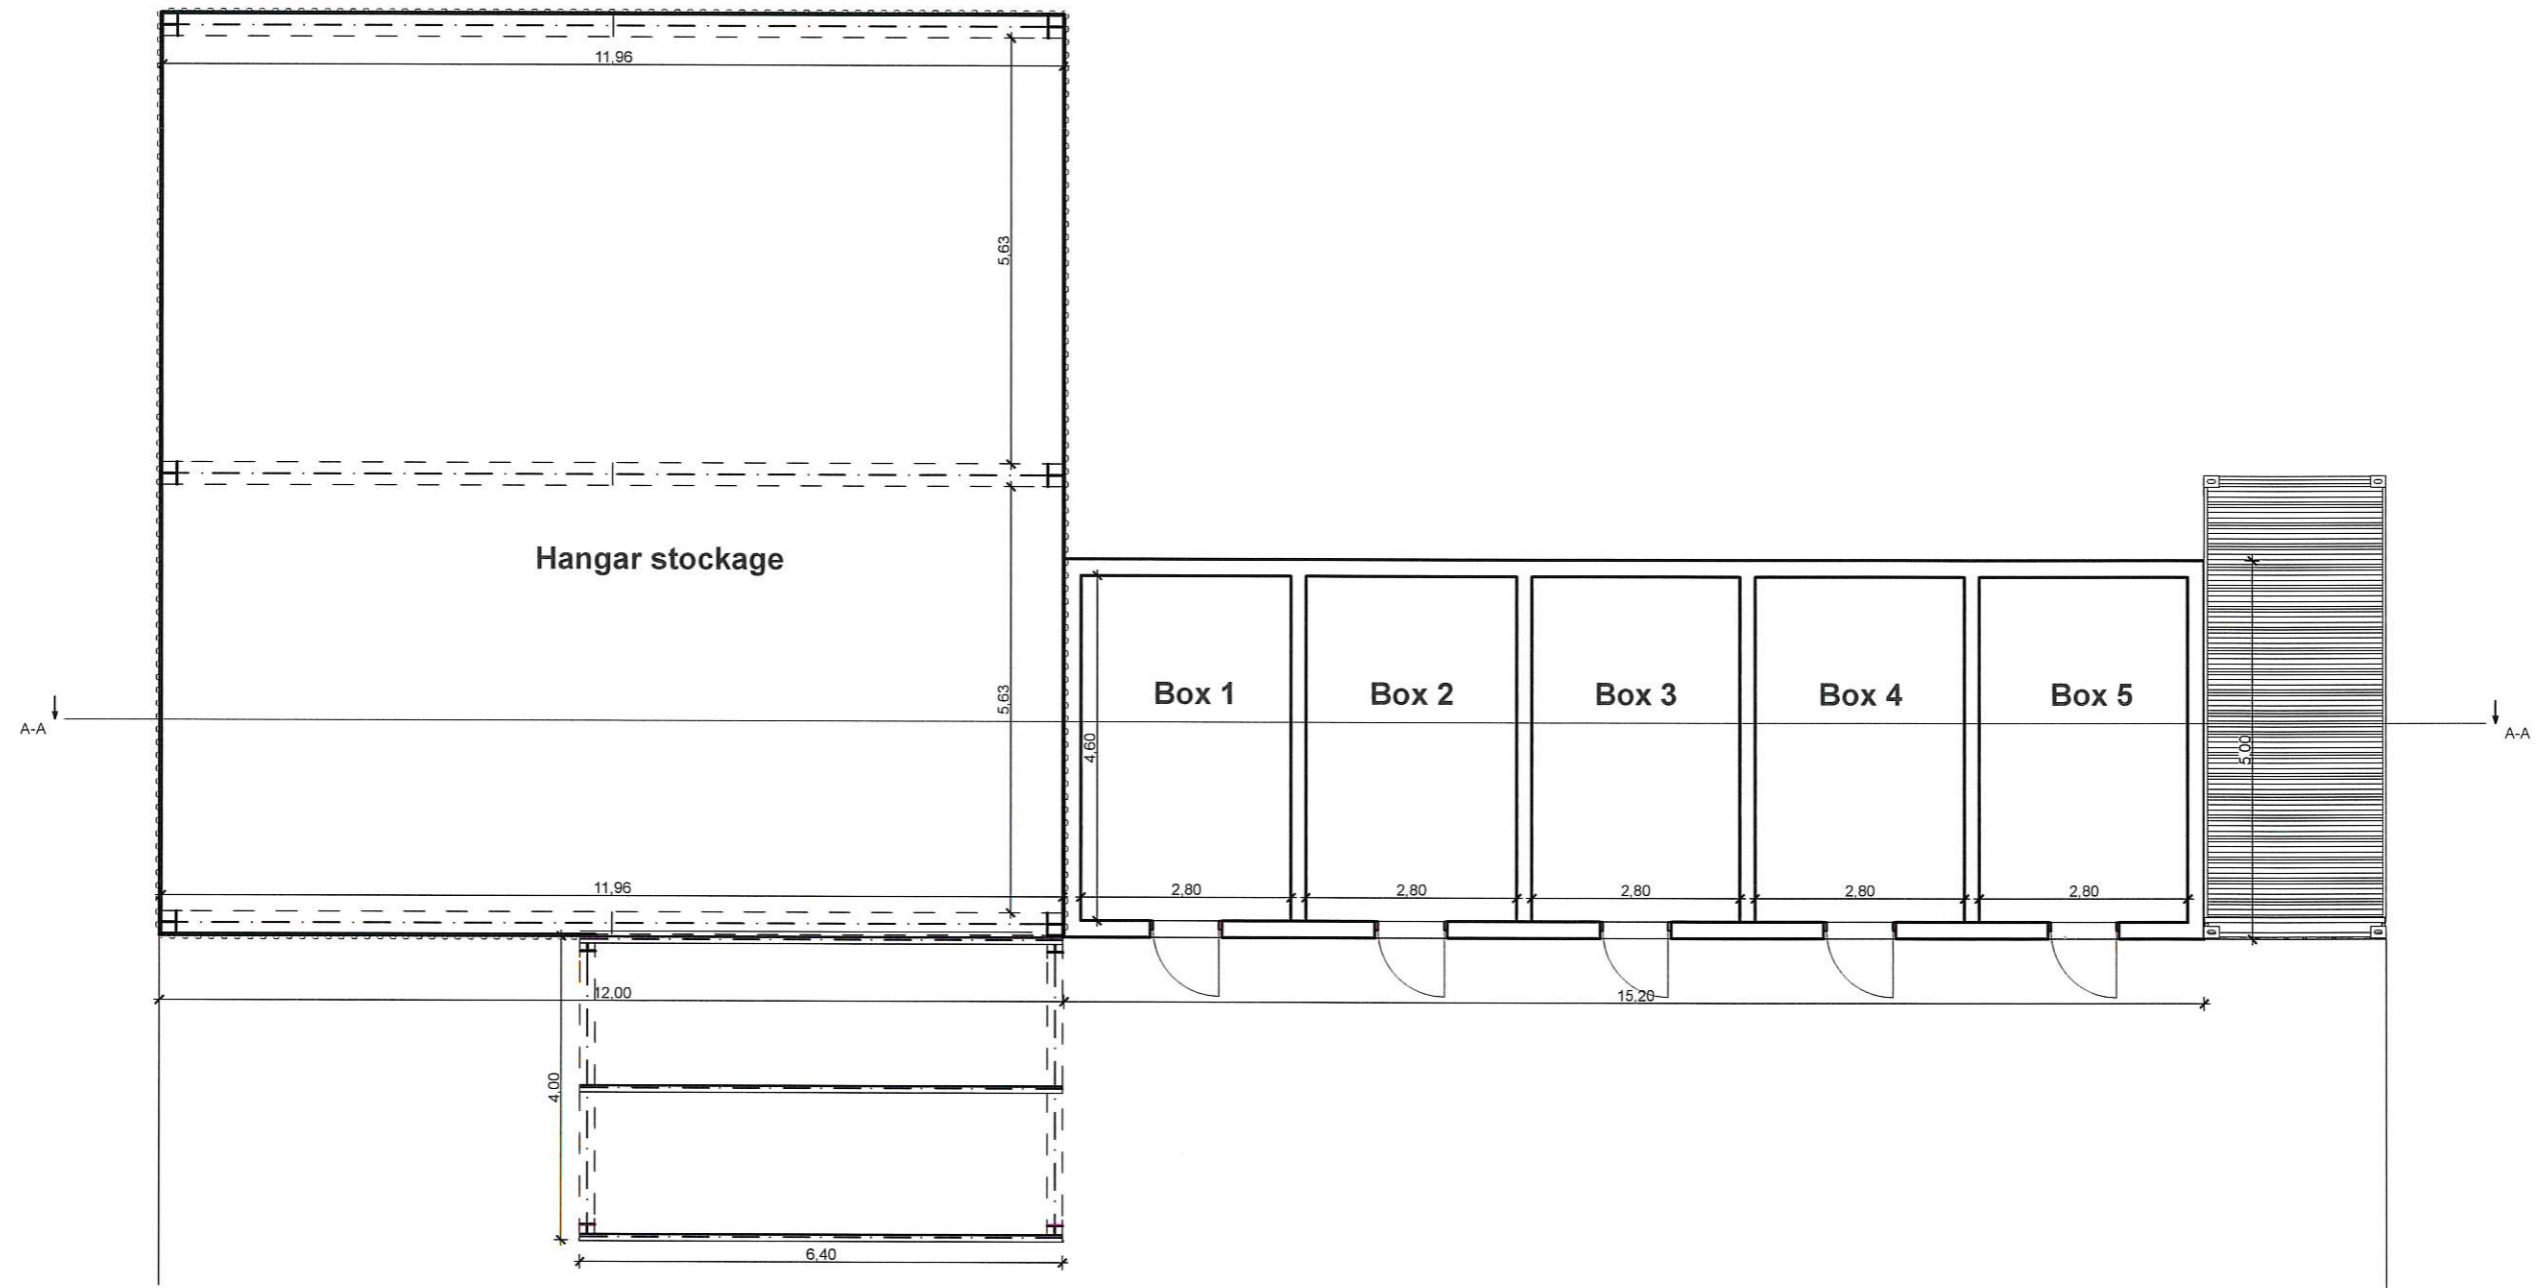 11,96
5,63
Hangar stockage
Box 1 Box 2 Box 3 Box 4 Box 5
5,63
A-A A-A
4,60 5,00
11,96 2,80 2,80 2,80 2,80 2,80
12,00 15,20
4,00
6,40